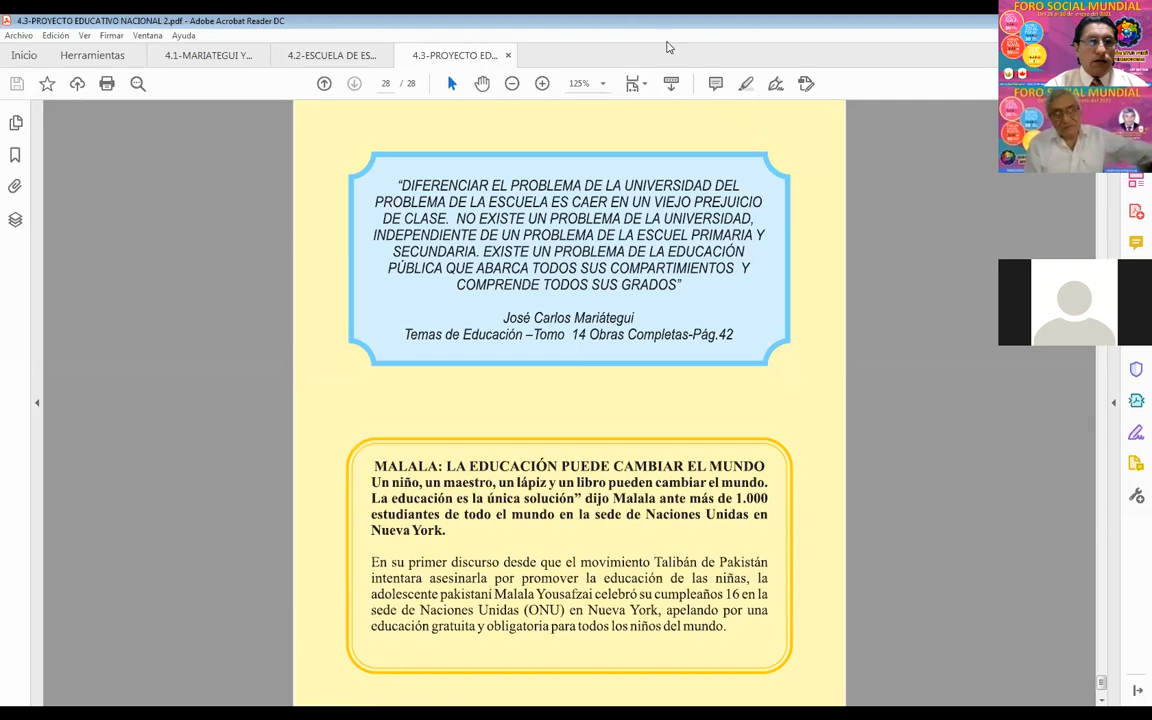 4.3-PROYECTO EDUCATIVO NACIONAL 2.pdf - Adobe Acrobat Reader DC
Archivo Edición Ver Firmar Ventana Ayuda
Inicio Herramientas 4.1-MARIATEGUI Y... 4.2-ESCUELA DE ES... 4.3-PROYECTO ED... ×
28 / 28 125%
FORO SOCIAL MUNDIAL
FORO SOCIAL MUNDIAL
“DIFERENCIAR EL PROBLEMA DE LA UNIVERSIDAD DEL
PROBLEMA DE LA ESCUELA ES CAER EN UN VIEJO PREJUICIO
DE CLASE. NO EXISTE UN PROBLEMA DE LA UNIVERSIDAD,
INDEPENDIENTE DE UN PROBLEMA DE LA ESCUEL PRIMARIA Y
SECUNDARIA. EXISTE UN PROBLEMA DE LA EDUCACIÓN
PÚBLICA QUE ABARCA TODOS SUS COMPARTIMIENTOS Y
COMPRENDE TODOS SUS GRADOS”
José Carlos Mariátegui
Temas de Educación –Tomo 14 Obras Completas-Pág.42
MALALA: LA EDUCACIÓN PUEDE CAMBIAR EL MUNDO
Un niño, un maestro, un lápiz y un libro pueden cambiar el mundo.
La educación es la única solución” dijo Malala ante más de 1.000
estudiantes de todo el mundo en la sede de Naciones Unidas en
Nueva York.
En su primer discurso desde que el movimiento Talibán de Pakistán
intentara asesinarla por promover la educación de las niñas, la
adolescente pakistaní Malala Yousafzai celebró su cumpleaños 16 en la
sede de Naciones Unidas (ONU) en Nueva York, apelando por una
educación gratuita y obligatoria para todos los niños del mundo.